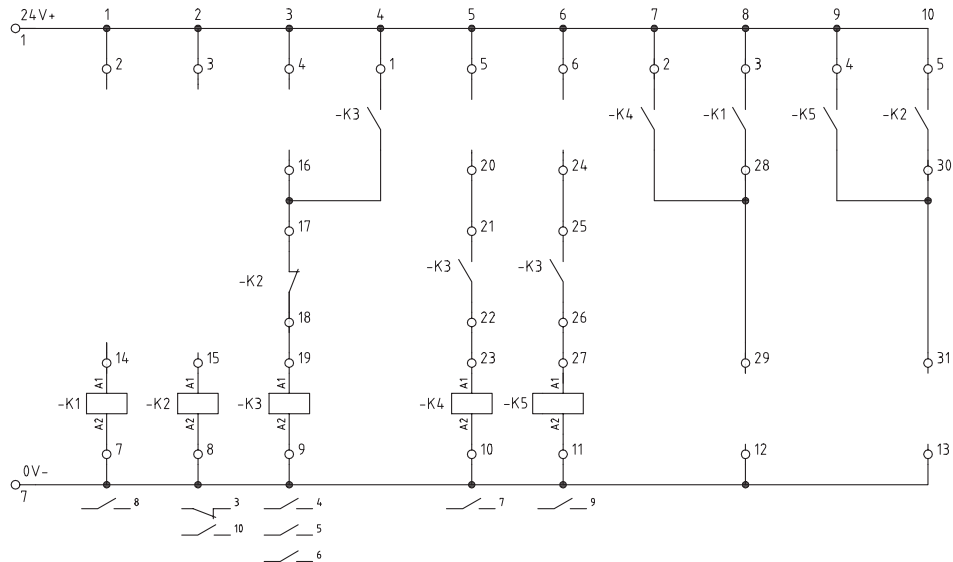 24V+ 1 2 3 4 5 6 7 8 9 10
1
2 3 4 1 5 6 2 3 4 5
-K3 -K4 -K1 -K5 -K2
16 20 24 28 30
17 21 25
-K2 -K3 -K3
18 22 26
14 15 19 23 27 29 31
A1 A1 A1 A1 A1
-K1 -K2 -K3 -K4 -K5
A2 A2 A2 A2 A2
7 8 9 10 11 12 13
0V-
7
8 3 4 7 9
10 5
6